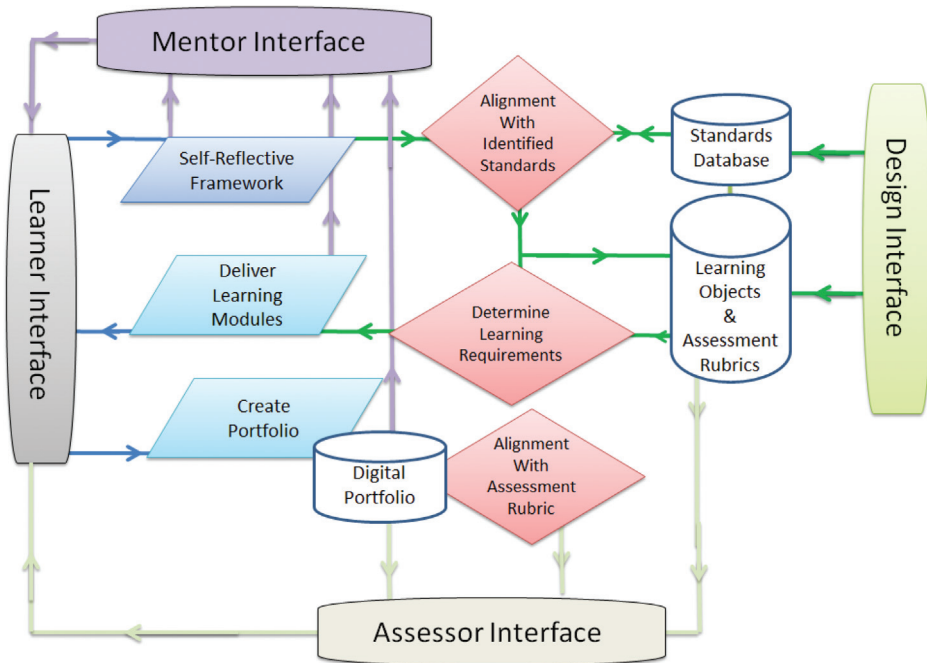 Mentor Interface
Alignment
With
Identified
Standards
Standards
Database
Self-Reflective
Framework
Learner Interface
Design Interface
Deliver
Learning
Modules
Determine
Learning
Requirements
Learning
Objects
&
Assessment
Rubrics
Create
Portfolio
Digital
Portfolio
Alignment
With
Assessment
Rubric
Assessor Interface